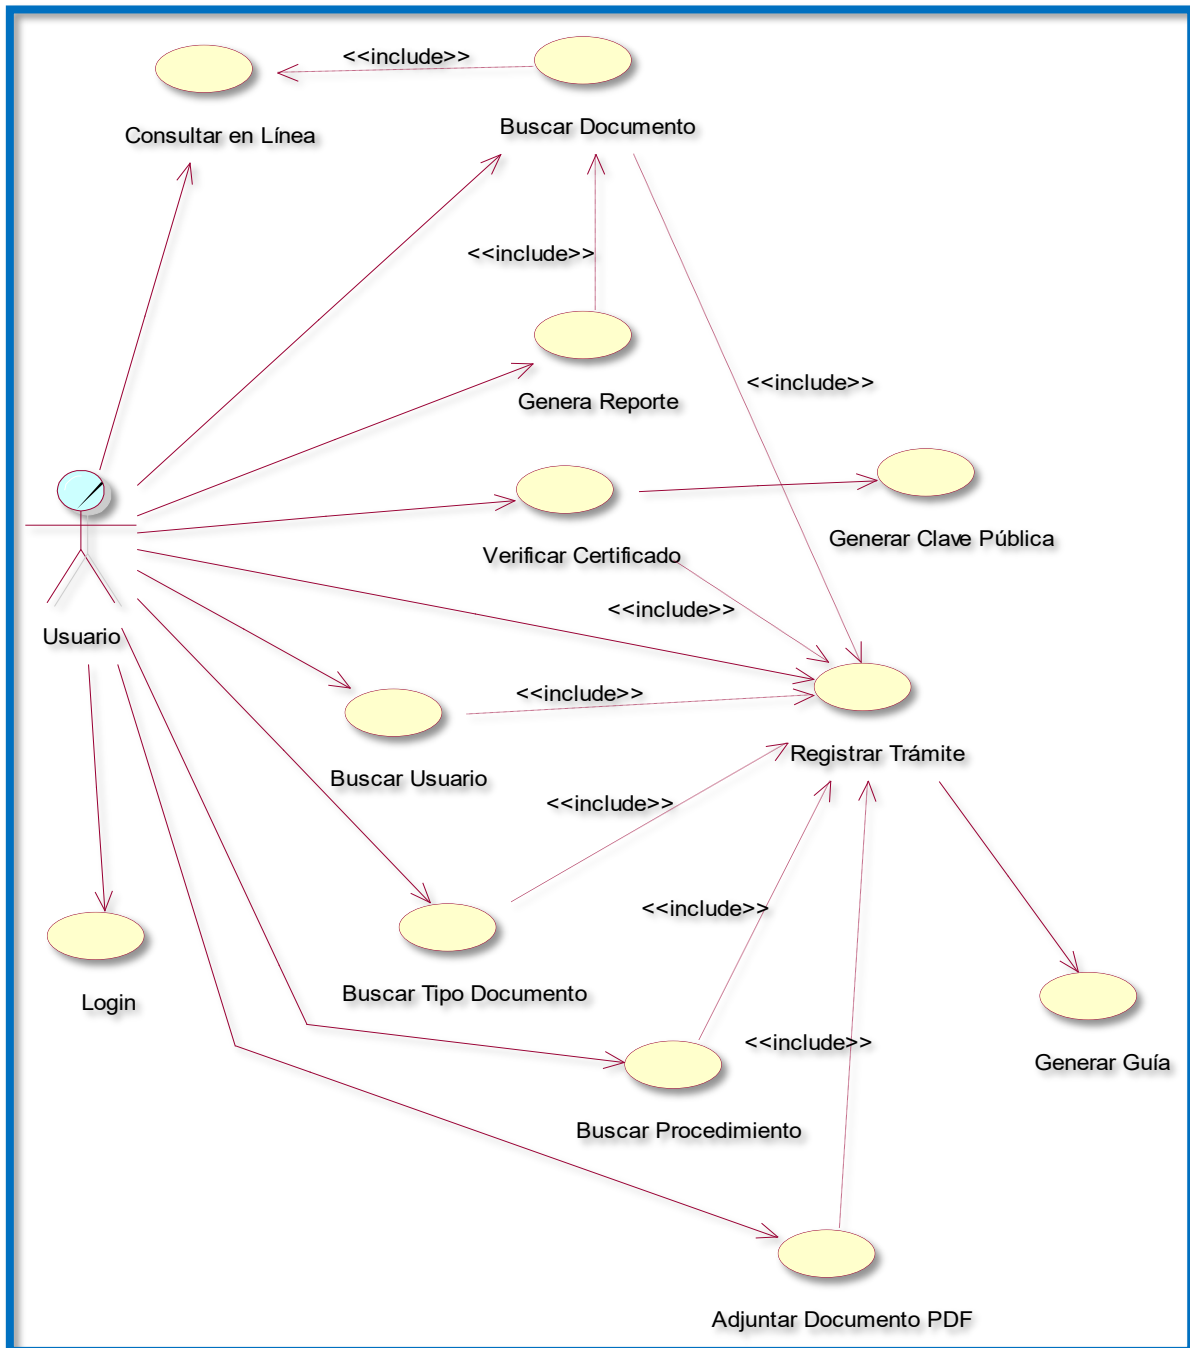 <<include>>
Consultar en Línea
Buscar Documento
<<include>>
Genera Reporte
<<include>>
Verificar Certificado
Generar Clave Pública
<<include>>
Usuario
<<include>>
Buscar Usuario
Registrar Trámite
<<include>>
<<include>>
Login
Buscar Tipo Documento
<<include>>
Generar Guía
Buscar Procedimiento
Adjuntar Documento PDF